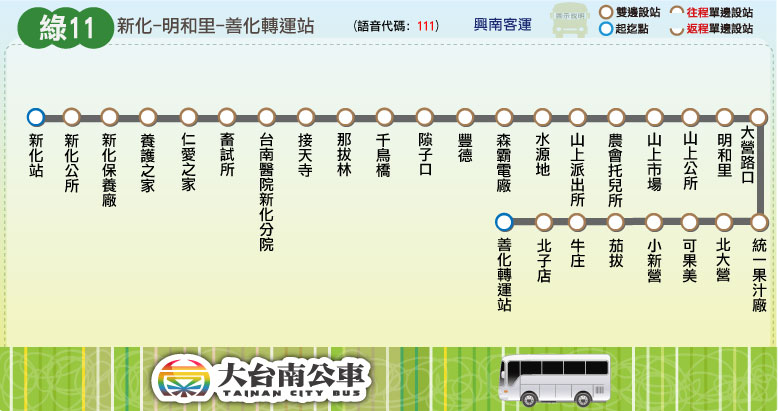 綠11
新化-明和里-善化轉運站
(語音代碼：111)
興南客運
圖示說明
雙邊設站
往程單邊設站
起迄點
返程單邊設站
新化站
新化公所
新化保養廠
養護之家
仁愛之家
畜試所
台南醫院新化分院
接天寺
那拔林
千鳥橋
隙子口
豐德
森霸電廠
水源地
山上派出所
農會托兒所
山上市場
山上公所
明和里
大營路口
統一果汁廠
北大營
可果美
小新營
茄拔
牛庄
北子店
善化轉運站
大台南公車
TAINAN CITY BUS